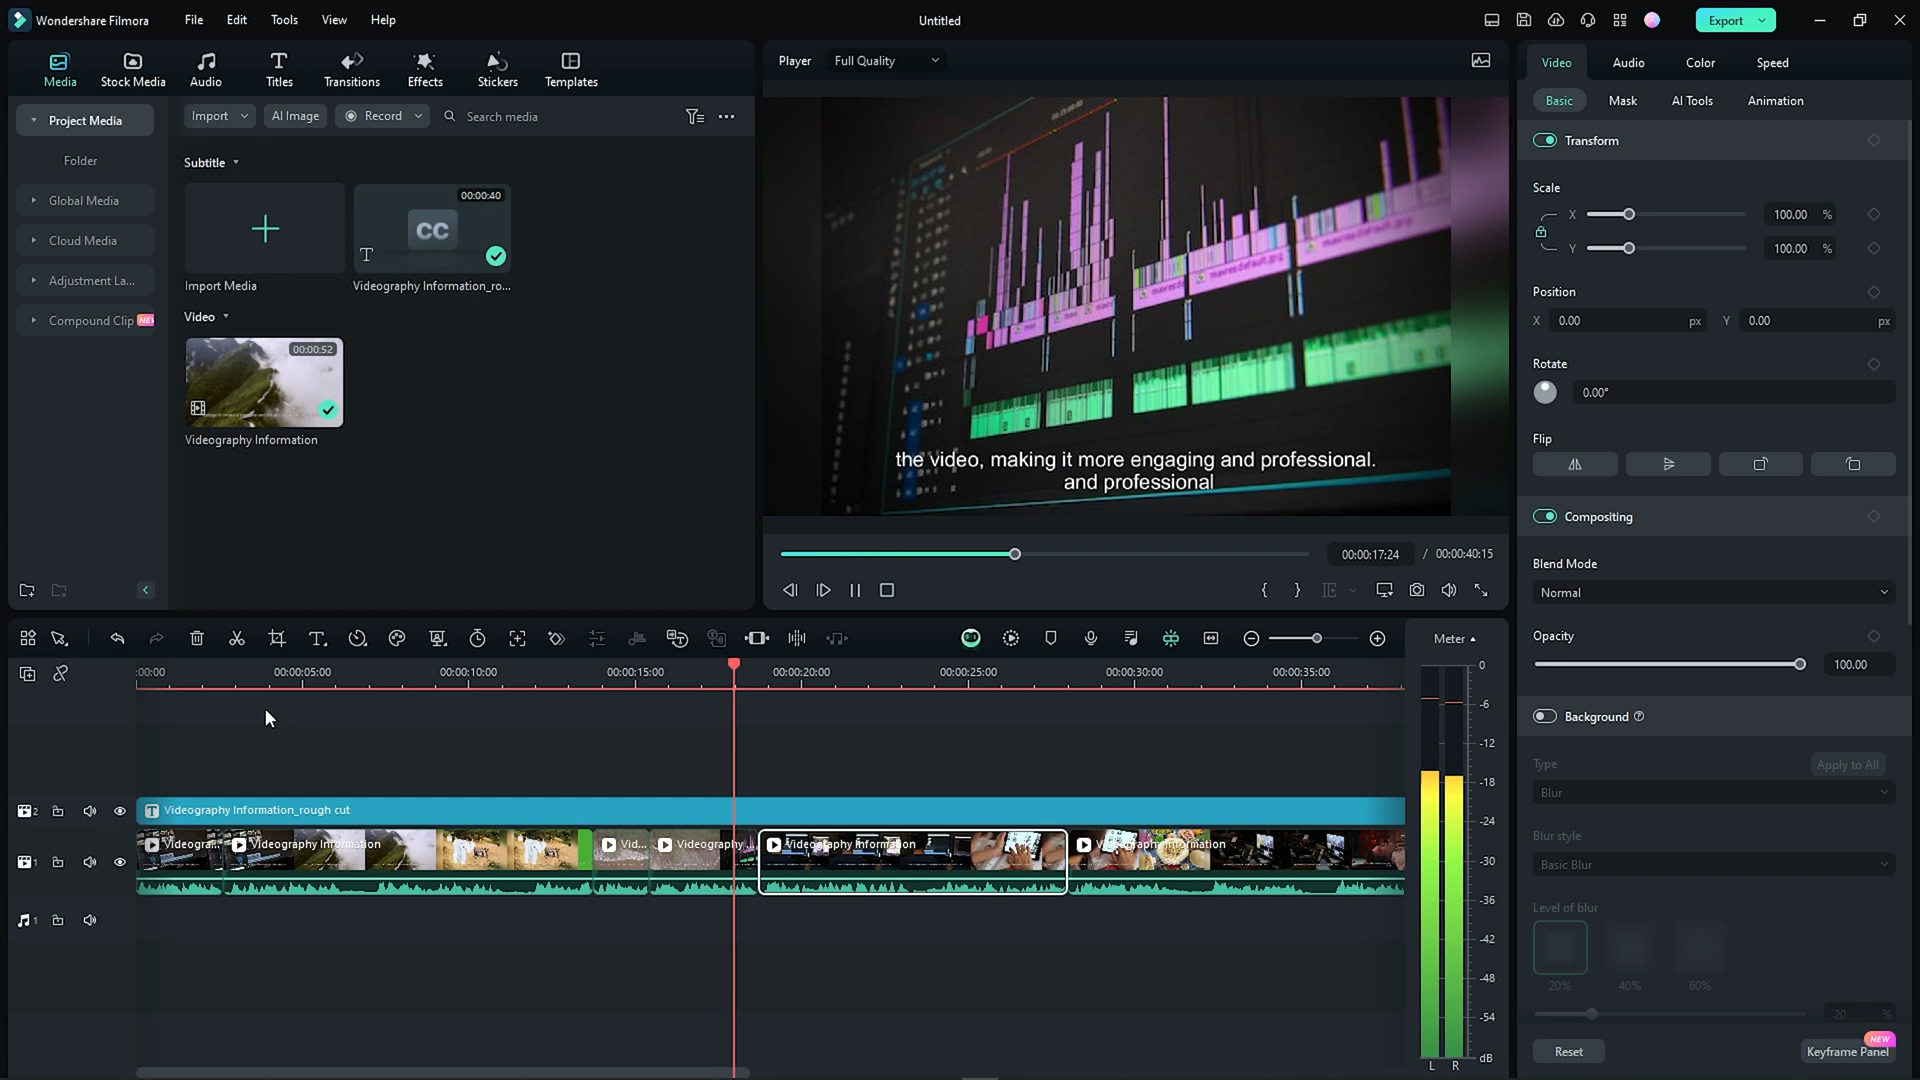 Wondershare Filmora
File
Edit
Tools
View
Help
Untitled
Export
Media
Stock Media
Audio
Titles
Transitions
Effects
Stickers
Templates
Player
Full Quality
Video
Audio
Color
Speed
Project Media
Folder
Global Media
Cloud Media
Adjustment La...
Compound Clip
NEW
Import
AI Image
Record
Search media
Subtitle
Import Media
00:00:40
CC
T
Videography Information_ro...
Video
00:00:52
Videography Information
the video, making it more engaging and professional.
and professional
00:00:17:24 / 00:00:40:15
Basic
Mask
AI Tools
Animation
Transform
Scale
X 100.00 %
Y 100.00 %
Position
X 0.00 px Y 0.00 px
Rotate
0.00°
Flip
Compositing
Blend Mode
Normal
Opacity
100.00
Background
Type
Apply to All
Blur
Blur style
Basic Blur
Level of blur
20% 40% 60%
20 %
Reset
Keyframe Panel
NEW
Meter
:00:00
00:00:05:00
00:00:10:00
00:00:15:00
00:00:20:00
00:00:25:00
00:00:30:00
00:00:35:00
2
T Videography Information_rough cut
1
Videogra...
Videography Information
Vid...
Videography ...
Videography Information
Videography Information
1
0
-6
-12
-18
-24
-30
-36
-42
-48
-54
dB
L R